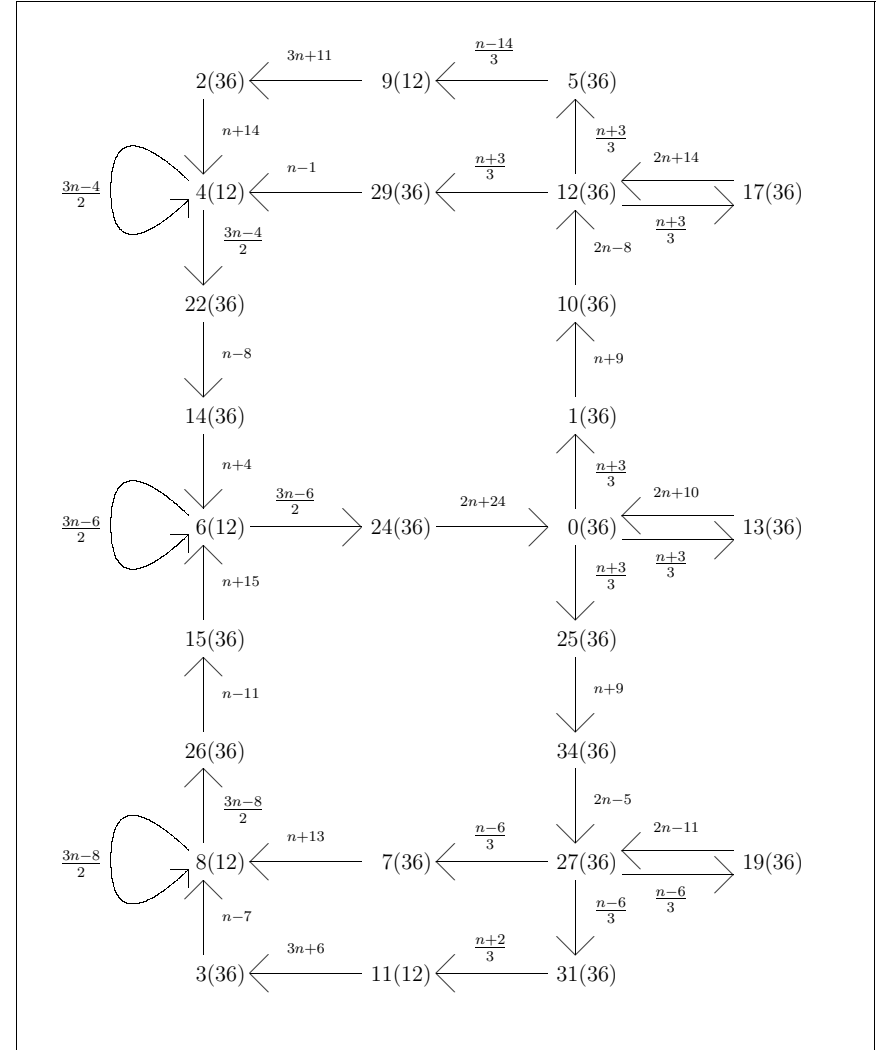 3n+11 (n−14)/3
2(36) 9(12) 5(36)
n+14 (n+3)/3 2n+14
n−1 (n+3)/3
(3n−4)/2 4(12) 29(36) 12(36) 17(36)
(3n−4)/2 (n+3)/3
2n−8
22(36) 10(36)
n−8 n+9
14(36) 1(36)
n+4 (n+3)/3
(3n−6)/2 2n+24 2n+10
(3n−6)/2 6(12) 24(36) 0(36) 13(36)
n+15 (n+3)/3 (n+3)/3
15(36) 25(36)
n−11 n+9
26(36) 34(36)
(3n−8)/2 2n−5
n+13 (n−6)/3 2n−11
(3n−8)/2 8(12) 7(36) 27(36) 19(36)
n−7 (n−6)/3 (n−6)/3
3n+6 (n+2)/3
3(36) 11(12) 31(36)